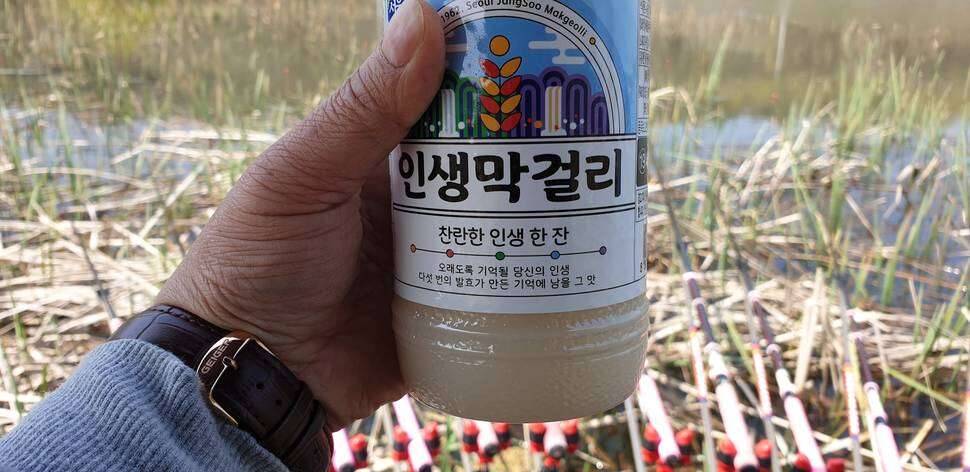 1962, Seoul JangSoo Makgeolli
인생막걸리
찬란한 인생 한 잔
오래도록 기억될 당신의 인생
다섯 번의 발효가 만든 기억에 남을 그 맛
GEIGER